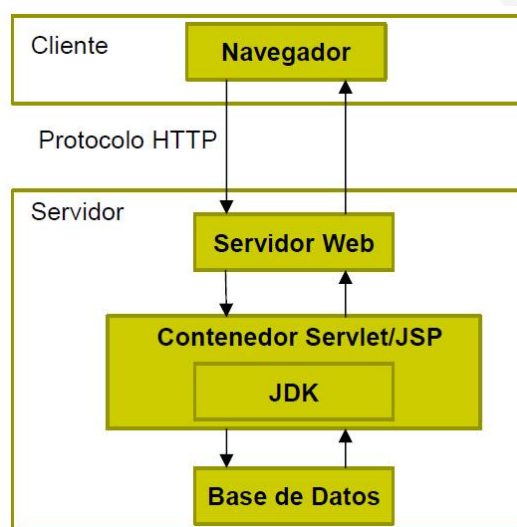 Cliente
Navegador
Protocolo HTTP
Servidor
Servidor Web
Contenedor Servlet/JSP
JDK
Base de Datos